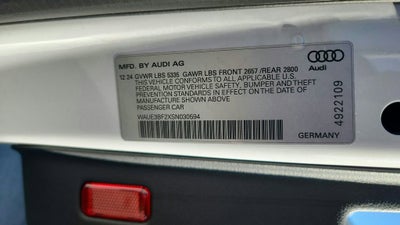 MFD. BY AUDI AG
Audi
12 24 GVWR LBS 5335 GAWR LBS FRONT 2657 /REAR 2800
THIS VEHICLE CONFORMS TO ALL APPLICABLE U.S.
FEDERAL MOTOR VEHICLE SAFETY, BUMPER AND THEFT
PREVENTION STANDARDS IN EFFECT ON THE DATE OF
MANUFACTURE SHOWN ABOVE
PASSENGER CAR
WAUE3BF2XSN030594
GERMANY
4922109